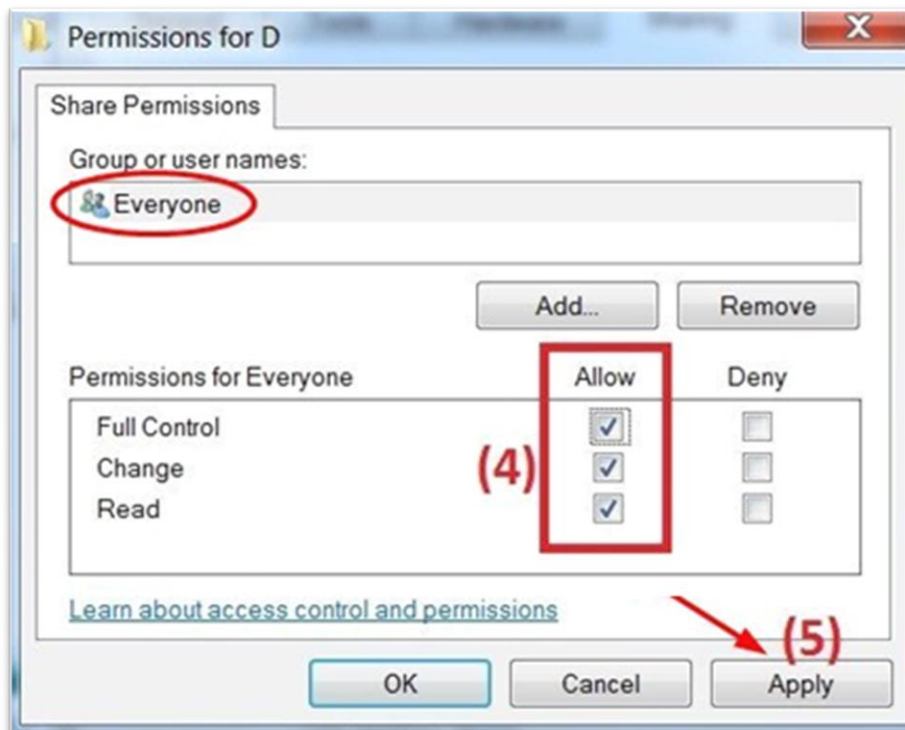 Permissions for D
Share Permissions
Group or user names:
Everyone
Add...
Remove
Permissions for Everyone
Allow
Deny
Full Control
(4)
Change
Read
Learn about access control and permissions
(5)
OK
Cancel
Apply